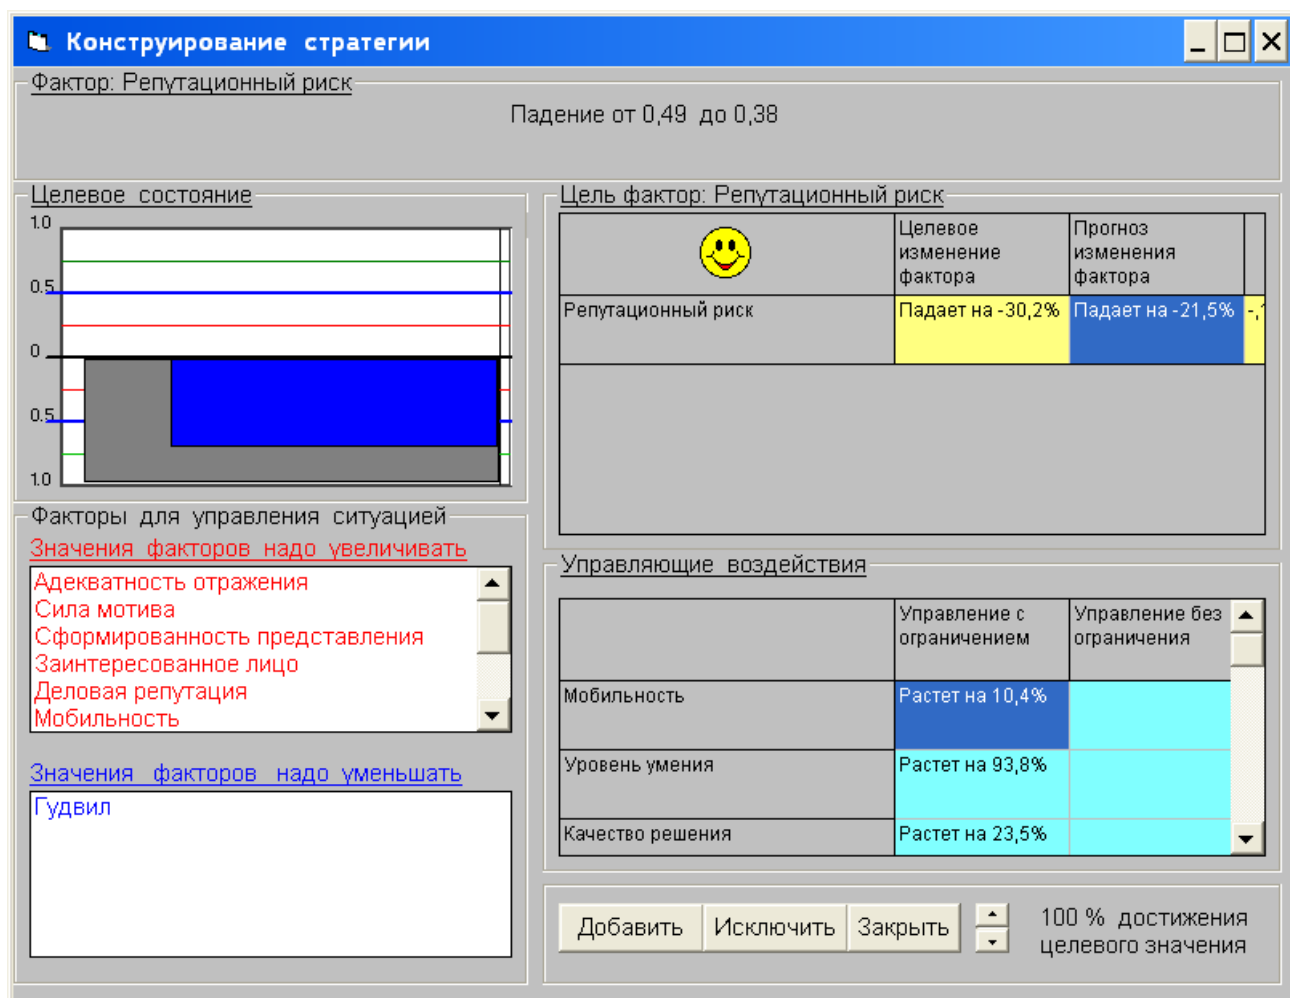 Конструирование стратегии
Фактор: Репутационный риск
Падение от 0,49 до 0,38
Целевое состояние
1.0
0.5
0
0.5
1.0
Факторы для управления ситуацией
Значения факторов надо увеличивать
Адекватность отражения
Сила мотива
Сформированность представления
Заинтересованное лицо
Деловая репутация
Мобильность
Значения факторов надо уменьшать
Гудвил
Цель фактор: Репутационный риск
Целевое
изменение
фактора
Прогноз
изменения
фактора
Репутационный риск
Падает на -30,2%
Падает на -21,5%
Управляющие воздействия
Управление с
ограничением
Управление без
ограничения
Мобильность
Растет на 10,4%
Уровень умения
Растет на 93,8%
Качество решения
Растет на 23,5%
Добавить
Исключить
Закрыть
100 % достижения
целевого значения